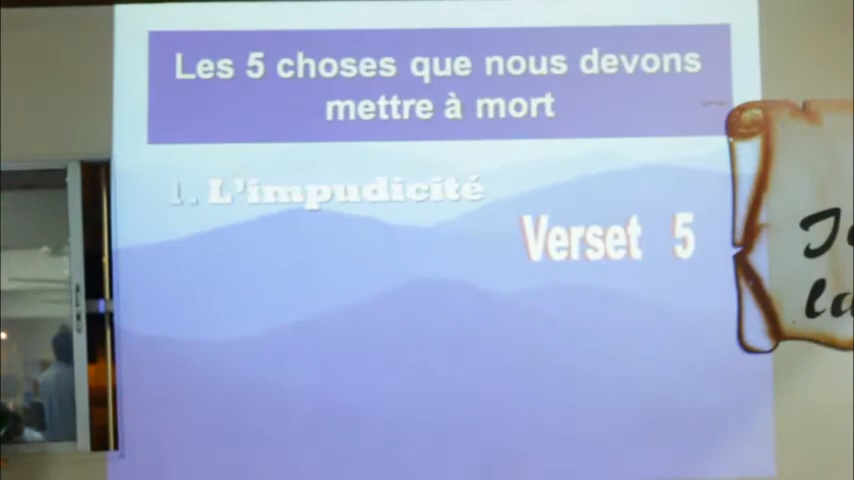 Les 5 choses que nous devons
mettre à mort
1. L'impudicité
Verset 5